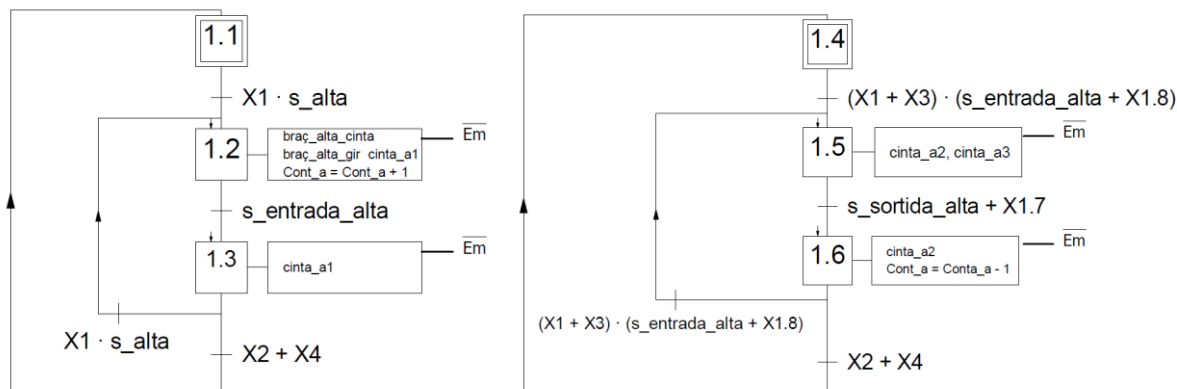 1.1
X1 · s_alta
1.2
braç_alta_cinta
braç_alta_gir cinta_a1
Cont_a = Cont_a + 1
Em
s_entrada_alta
1.3
cinta_a1
Em
X1 · s_alta
X2 + X4
1.4
(X1 + X3) · (s_entrada_alta + X1.8)
1.5
cinta_a2, cinta_a3
Em
s_sortida_alta + X1.7
1.6
cinta_a2
Cont_a = Conta_a - 1
Em
(X1 + X3) · (s_entrada_alta + X1.8)
X2 + X4